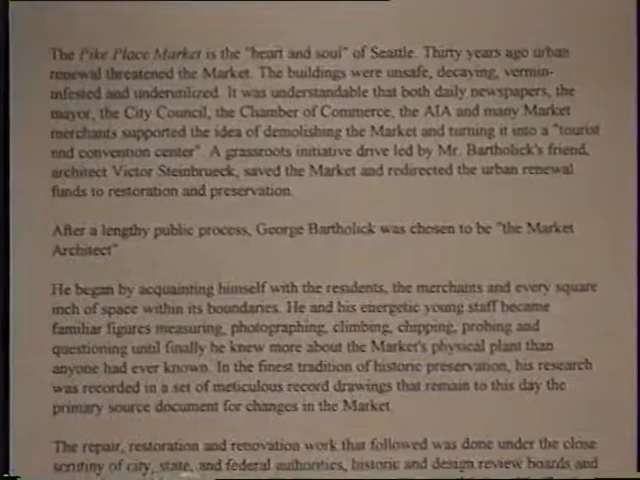 The Pike Place Market is the "heart and soul" of Seattle. Thirty years ago urban
renewal threatened the Market. The buildings were unsafe, decaying, vermin-
infested and underutilized. It was understandable that both daily newspapers, the
mayor, the City Council, the Chamber of Commerce, the AIA and many Market
merchants supported the idea of demolishing the Market and turning it into a "tourist
and convention center". A grassroots initiative drive led by Mr. Bartholick's friend,
architect Victor Steinbrueck, saved the Market and redirected the urban renewal
funds to restoration and preservation.
After a lengthy public process, George Bartholick was chosen to be "the Market
Architect"
He began by acquainting himself with the residents, the merchants and every square
inch of space within its boundaries. He and his energetic young staff became
familiar figures measuring, photographing, climbing, chipping, probing and
questioning until finally he knew more about the Market's physical plant than
anyone had ever known. In the finest tradition of historic preservation, his research
was recorded in a set of meticulous record drawings that remain to this day the
primary source document for changes in the Market.
The repair, restoration and renovation work that followed was done under the close
scrutiny of city, state, and federal authorities, historic and design review boards and